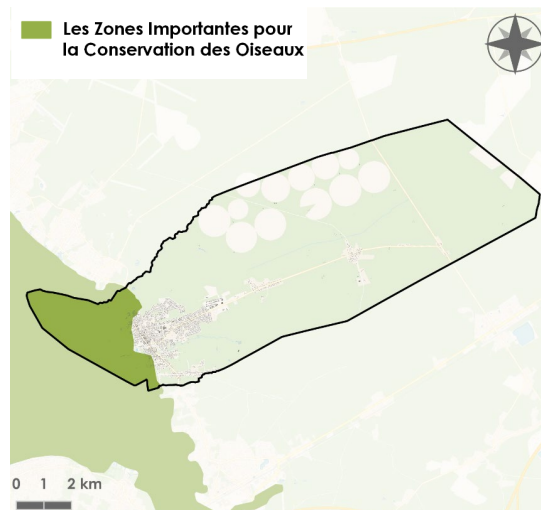 Les Zones Importantes pour
la Conservation des Oiseaux
0 1 2 km